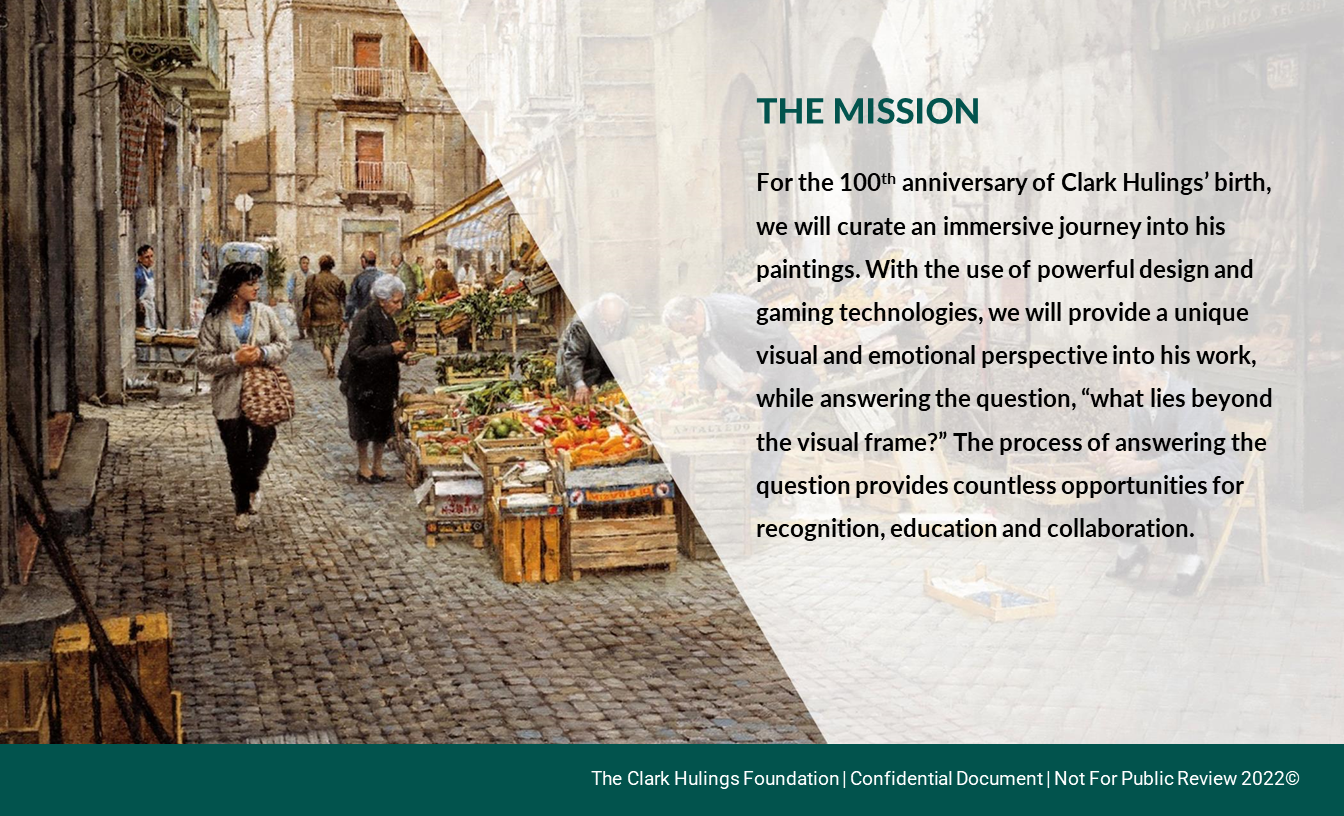 THE MISSION
For the 100th anniversary of Clark Hulings’ birth,
we will curate an immersive journey into his
paintings. With the use of powerful design and
gaming technologies, we will provide a unique
visual and emotional perspective into his work,
while answering the question, “what lies beyond
the visual frame?” The process of answering the
question provides countless opportunities for
recognition, education and collaboration.
The Clark Hulings Foundation | Confidential Document | Not For Public Review 2022©